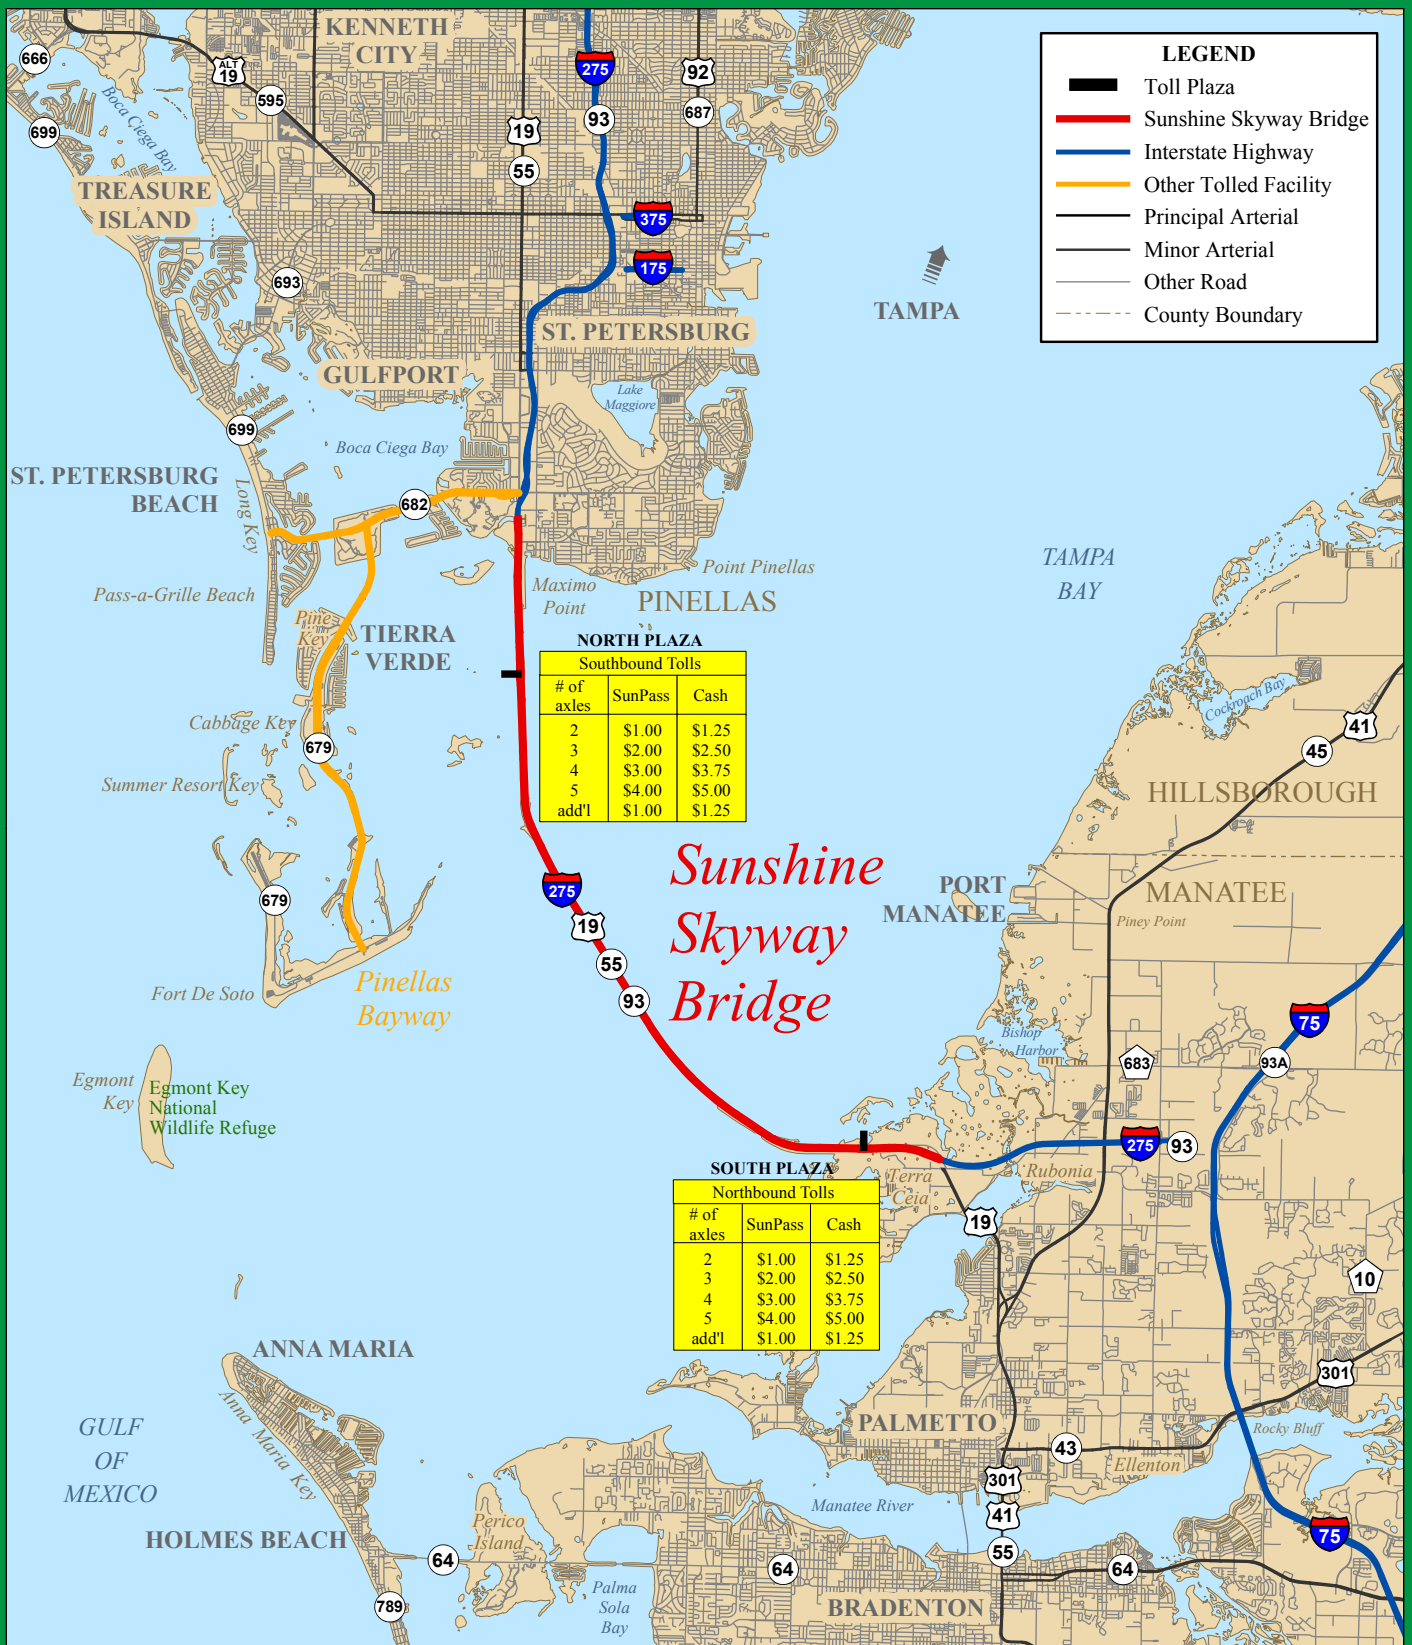 KENNETH
CITY
666
ALT
19
595
699
Boca Ciega Bay
275
93
92
687
19
55
TREASURE
ISLAND
375
175
693
TAMPA
LEGEND
Toll Plaza
Sunshine Skyway Bridge
Interstate Highway
Other Tolled Facility
Principal Arterial
Minor Arterial
Other Road
County Boundary
ST. PETERSBURG
GULFPORT
Lake
Maggiore
699
Boca Ciega Bay
ST. PETERSBURG
BEACH
Long Key
682
Pass-a-Grille Beach
Maximo
Point
Point Pinellas
PINELLAS
TAMPA
BAY
Pine
Key
TIERRA
VERDE
NORTH PLAZA
Southbound Tolls
# of
axles SunPass Cash
2 $1.00 $1.25
3 $2.00 $2.50
4 $3.00 $3.75
5 $4.00 $5.00
add'l $1.00 $1.25
Cabbage Key
679
Summer Resort Key
Cockroach Bay
41
45
HILLSBOROUGH
MANATEE
PORT
MANATEE
Piney Point
Sunshine
Skyway
Bridge
275
19
55
93
679
Fort De Soto
Pinellas
Bayway
Egmont
Key
Egmont Key
National
Wildlife Refuge
Bishop
Harbor
75
93A
683
275
93
Rubonia
Terra
Ceia
19
SOUTH PLAZA
Northbound Tolls
# of
axles SunPass Cash
2 $1.00 $1.25
3 $2.00 $2.50
4 $3.00 $3.75
5 $4.00 $5.00
add'l $1.00 $1.25
10
301
ANNA MARIA
Anna Maria Key
GULF
OF
MEXICO
HOLMES BEACH
PALMETTO
43
Ellenton
Rocky Bluff
301
41
55
Manatee River
75
Perico
Island
64
64
64
Palma
Sola
Bay
BRADENTON
789